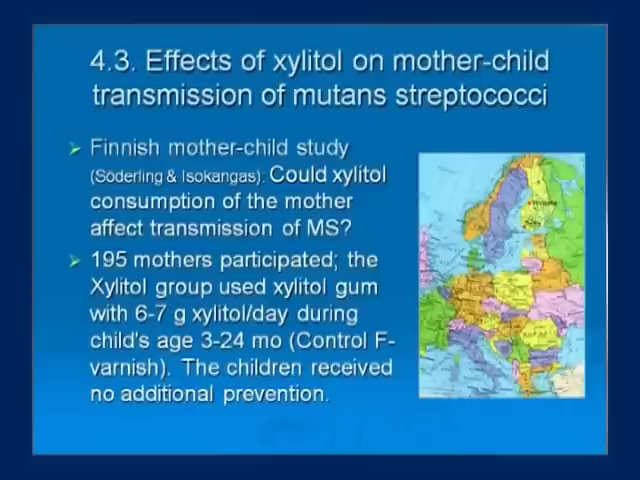 4.3. Effects of xylitol on mother-child
transmission of mutans streptococci
Finnish mother-child study
(Söderling & Isokangas): Could xylitol
consumption of the mother
affect transmission of MS?
195 mothers participated; the
Xylitol group used xylitol gum
with 6-7 g xylitol/day during
child's age 3-24 mo (Control F-
varnish). The children received
no additional prevention.